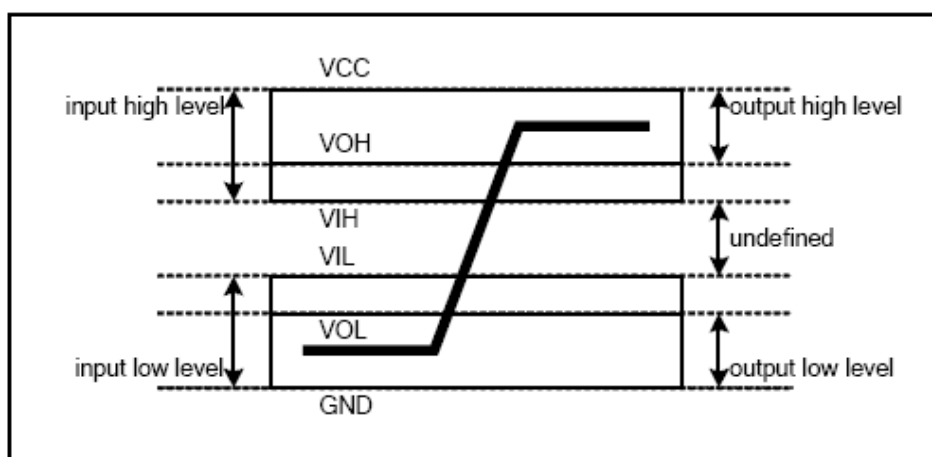 VCC
input high level
output high level
VOH
VIH
undefined
VIL
VOL
input low level
output low level
GND